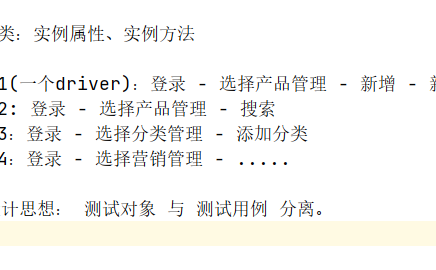 类: 实例属性、实例方法
1(一个driver): 登录 - 选择产品管理 - 新增 -
2: 登录 - 选择产品管理 - 搜索
3: 登录 - 选择分类管理 - 添加分类
4: 登录 - 选择营销管理 - .....
计思想: 测试对象 与 测试用例 分离。